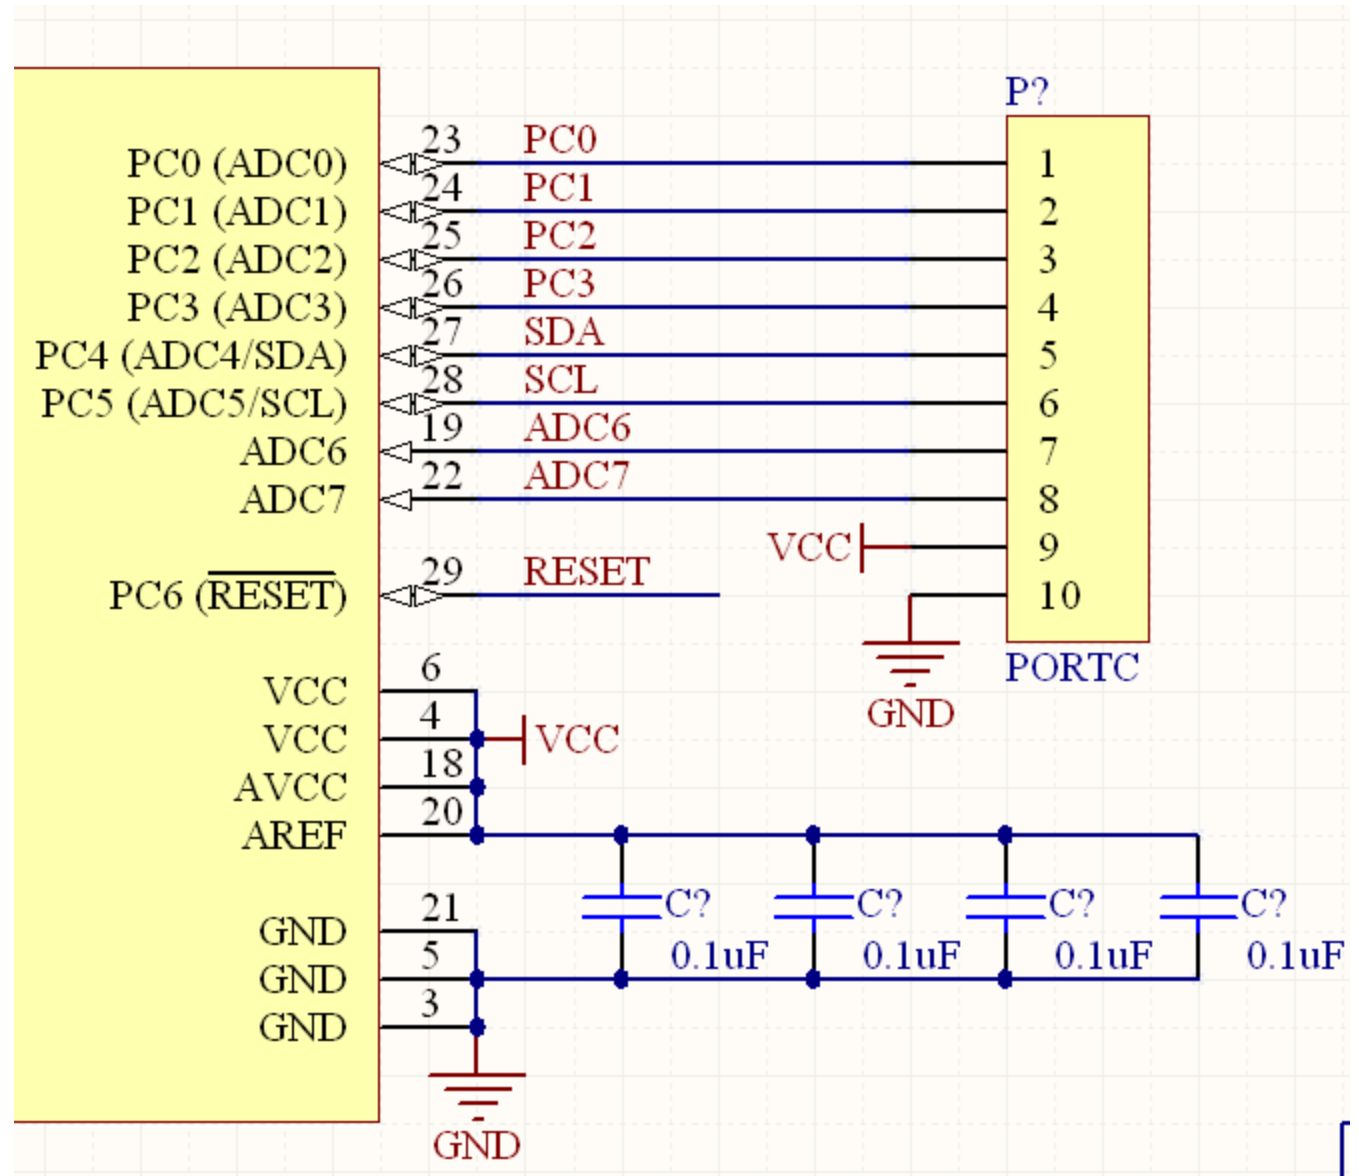 P?
23 PC0
PC0 (ADC0) 1
24 PC1
PC1 (ADC1) 2
25 PC2
PC2 (ADC2) 3
26 PC3
PC3 (ADC3) 4
27 SDA
PC4 (ADC4/SDA) 5
28 SCL
PC5 (ADC5/SCL) 6
19 ADC6
ADC6 7
22 ADC7
ADC7 8
VCC 9
29 RESET
PC6 (RESET) 10
6 PORTC
VCC
4 GND
VCC VCC
18
AVCC
20
AREF
21 C? C? C? C?
GND
5 0.1uF 0.1uF 0.1uF 0.1uF
GND
3
GND
GND